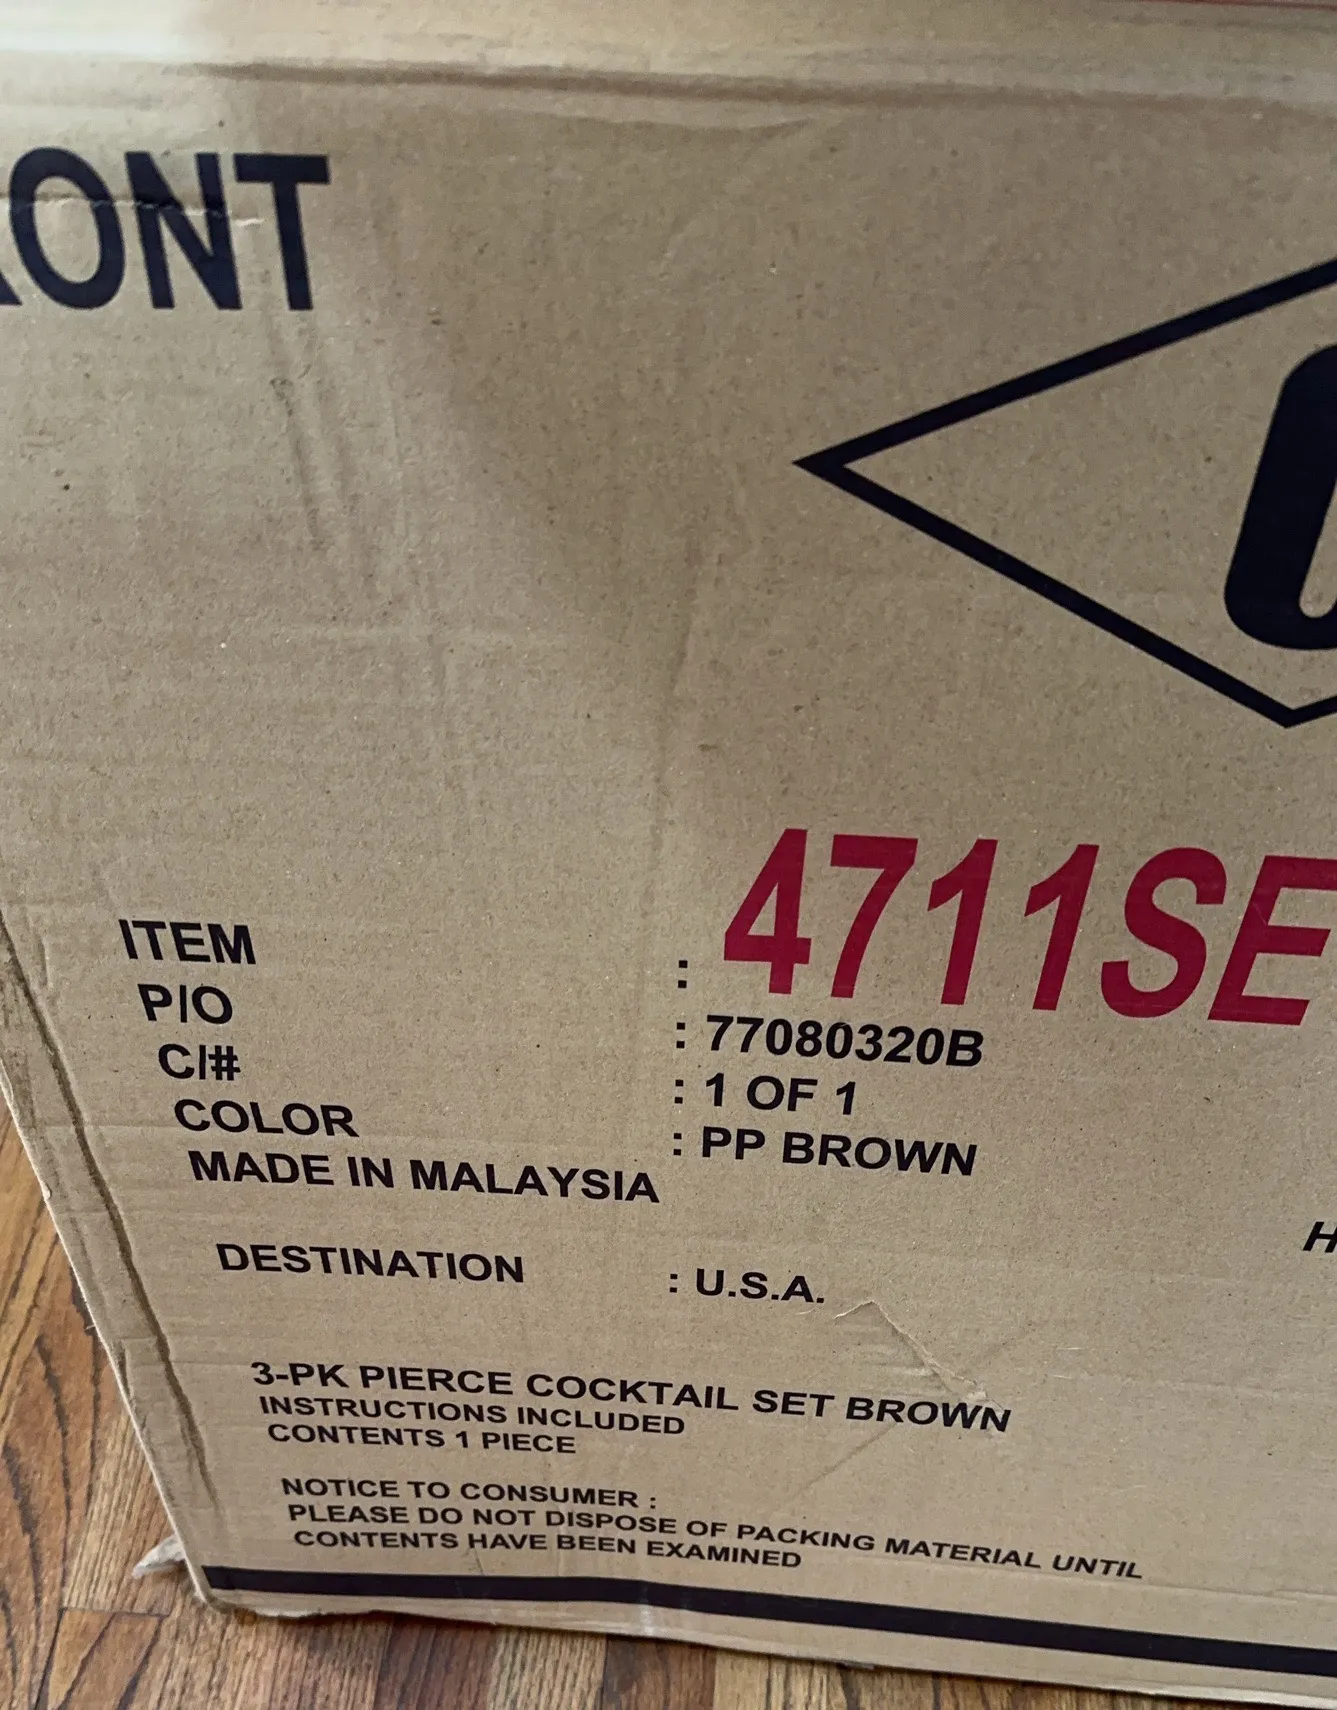 ONT
ITEM : 4711SE
P/O : 77080320B
C/# : 1 OF 1
COLOR : PP BROWN
MADE IN MALAYSIA
DESTINATION : U.S.A.
H
3-PK PIERCE COCKTAIL SET BROWN
INSTRUCTIONS INCLUDED
CONTENTS 1 PIECE
NOTICE TO CONSUMER :
PLEASE DO NOT DISPOSE OF PACKING MATERIAL UNTIL
CONTENTS HAVE BEEN EXAMINED